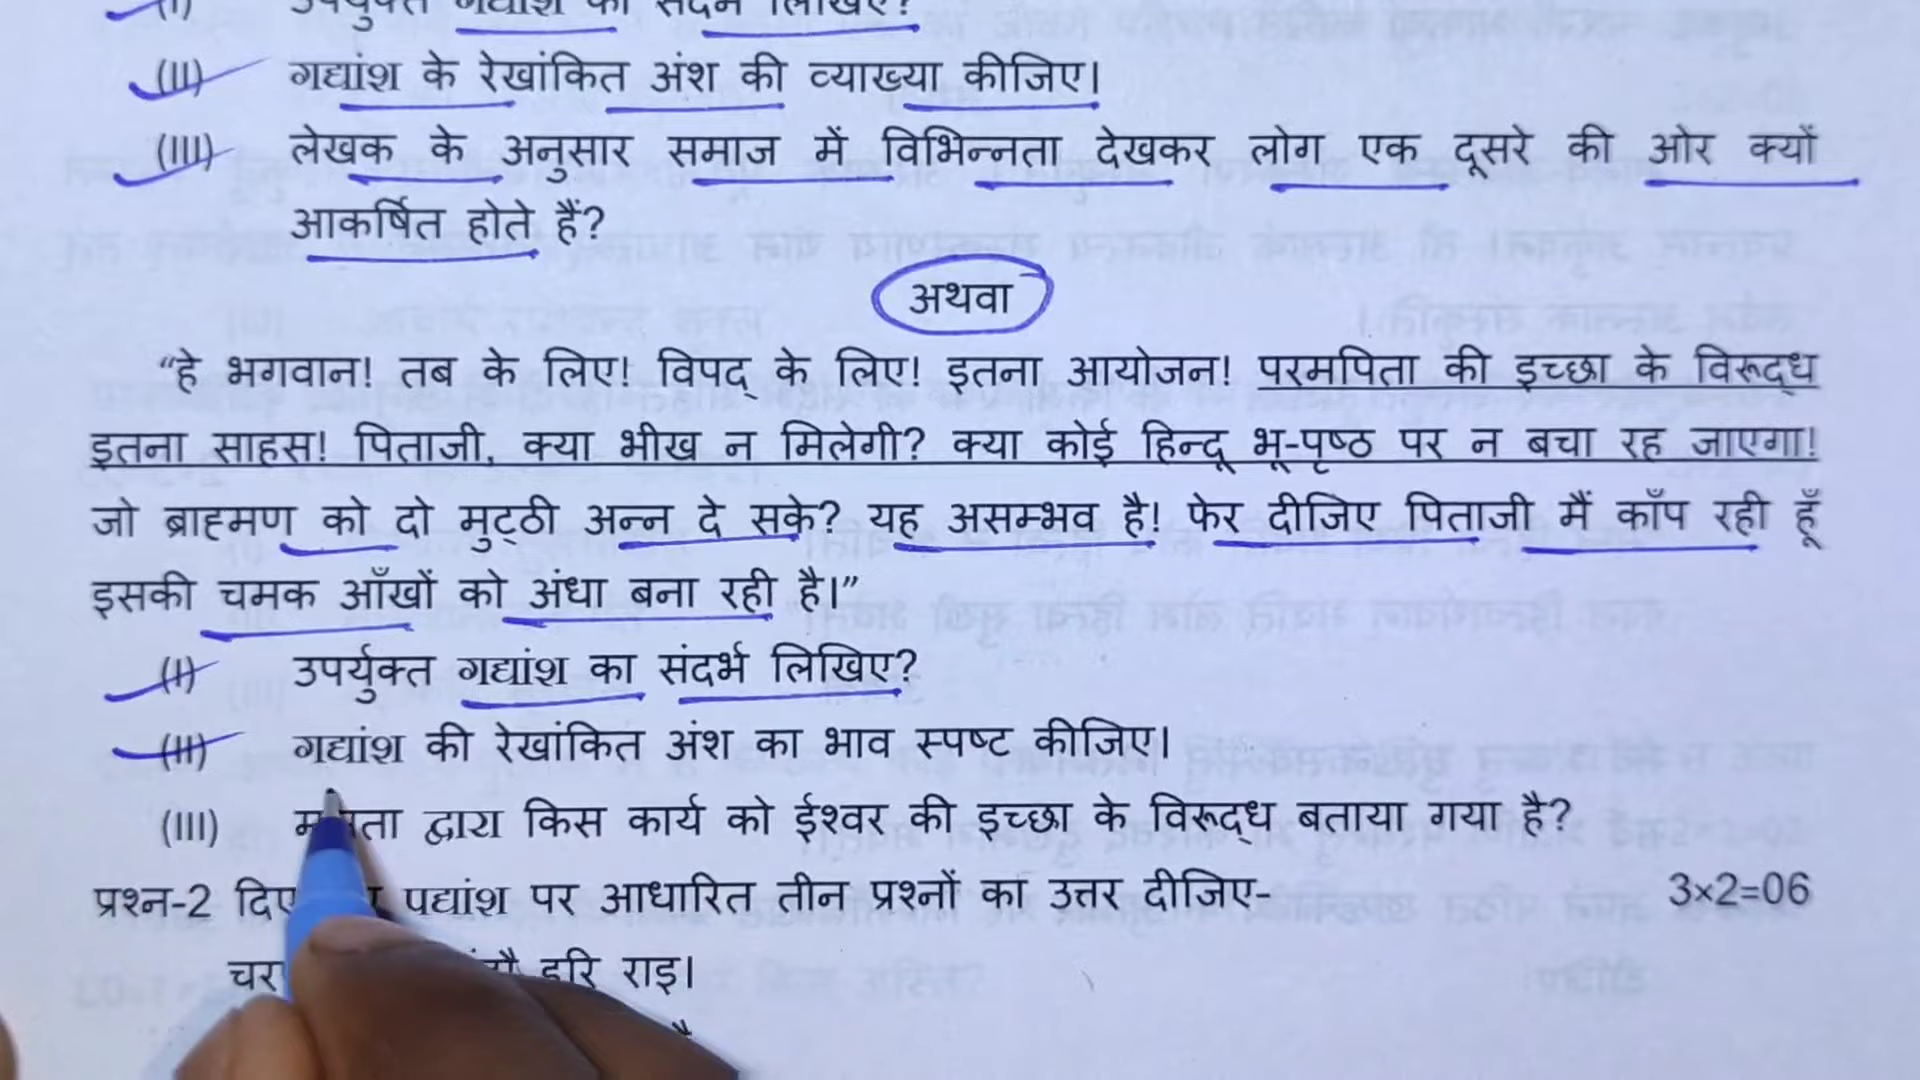 (I) उपर्युक्त गद्यांश का संदर्भ लिखिए?
(II) गद्यांश के रेखांकित अंश की व्याख्या कीजिए।
(III) लेखक के अनुसार समाज में विभिन्नता देखकर लोग एक दूसरे की ओर क्यों
आकर्षित होते हैं?
अथवा
“हे भगवान! तब के लिए! विपद् के लिए! इतना आयोजन! परमपिता की इच्छा के विरूद्ध
इतना साहस! पिताजी, क्या भीख न मिलेगी? क्या कोई हिन्दू भू-पृष्ठ पर न बचा रह जाएगा!
जो ब्राह्मण को दो मुट्ठी अन्न दे सके? यह असम्भव है! फेर दीजिए पिताजी मैं काँप रही हूँ
इसकी चमक आँखों को अंधा बना रही है।”
(I) उपर्युक्त गद्यांश का संदर्भ लिखिए?
(II) गद्यांश की रेखांकित अंश का भाव स्पष्ट कीजिए।
(III) द्वारा किस कार्य को ईश्वर की इच्छा के विरूद्ध बताया गया है?
प्रश्न-2 पद्यांश पर आधारित तीन प्रश्नों का उत्तर दीजिए- 3×2=06
हरि राइ।